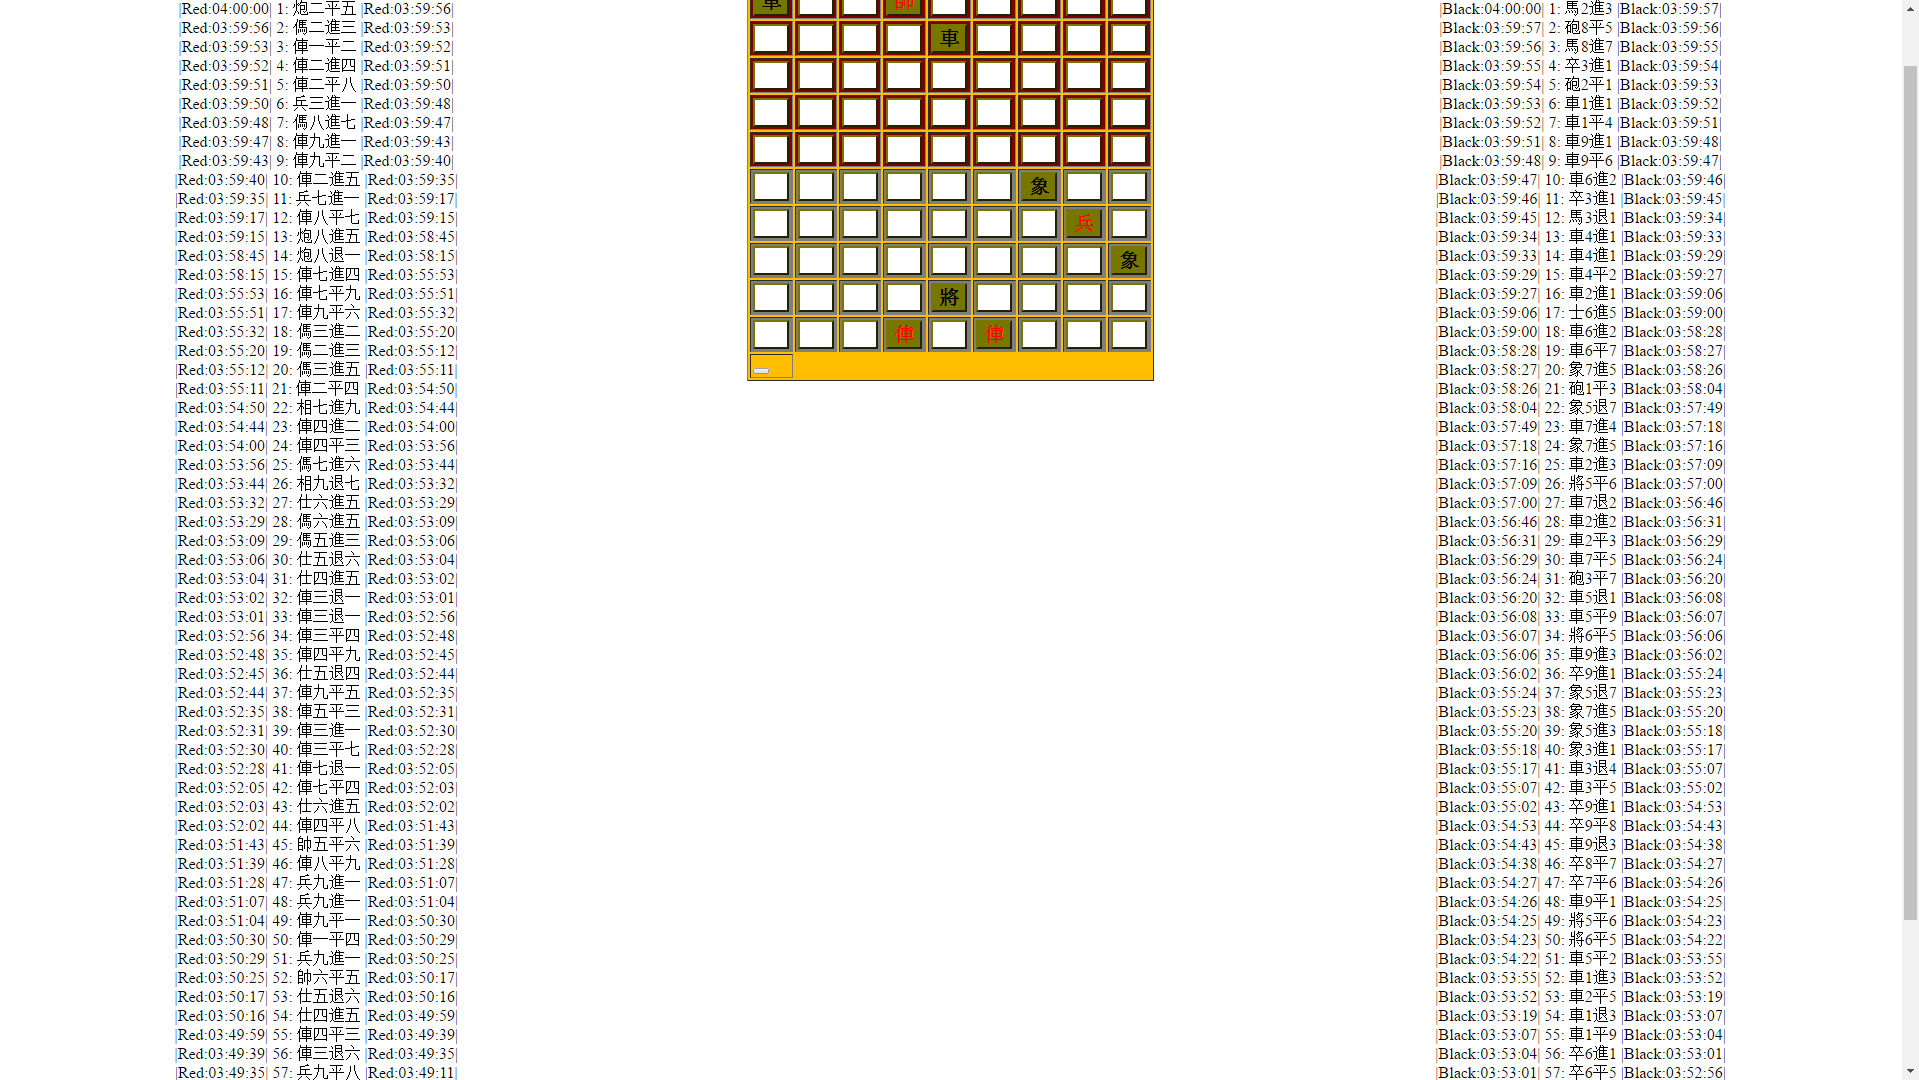 |Red:04:00:00| 1: 炮二平五 |Red:03:59:56|
|Red:03:59:56| 2: 傌二進三 |Red:03:59:53|
|Red:03:59:53| 3: 俥一平二 |Red:03:59:52|
|Red:03:59:52| 4: 俥二進四 |Red:03:59:51|
|Red:03:59:51| 5: 俥二平八 |Red:03:59:50|
|Red:03:59:50| 6: 兵三進一 |Red:03:59:48|
|Red:03:59:48| 7: 傌八進七 |Red:03:59:47|
|Red:03:59:47| 8: 俥九進一 |Red:03:59:43|
|Red:03:59:43| 9: 俥九平二 |Red:03:59:40|
|Red:03:59:40| 10: 俥二進五 |Red:03:59:35|
|Red:03:59:35| 11: 兵七進一 |Red:03:59:17|
|Red:03:59:17| 12: 俥八平七 |Red:03:59:15|
|Red:03:59:15| 13: 炮八進五 |Red:03:58:45|
|Red:03:58:45| 14: 炮八退一 |Red:03:58:15|
|Red:03:58:15| 15: 俥七進四 |Red:03:55:53|
|Red:03:55:53| 16: 俥七平九 |Red:03:55:51|
|Red:03:55:51| 17: 俥九平六 |Red:03:55:32|
|Red:03:55:32| 18: 傌三進二 |Red:03:55:20|
|Red:03:55:20| 19: 傌二進三 |Red:03:55:12|
|Red:03:55:12| 20: 傌三進五 |Red:03:55:11|
|Red:03:55:11| 21: 俥二平四 |Red:03:54:50|
|Red:03:54:50| 22: 相七進九 |Red:03:54:44|
|Red:03:54:44| 23: 俥四進二 |Red:03:54:00|
|Red:03:54:00| 24: 俥四平三 |Red:03:53:56|
|Red:03:53:56| 25: 傌七進六 |Red:03:53:44|
|Red:03:53:44| 26: 相九退七 |Red:03:53:32|
|Red:03:53:32| 27: 仕六進五 |Red:03:53:29|
|Red:03:53:29| 28: 傌六進五 |Red:03:53:09|
|Red:03:53:09| 29: 傌五進三 |Red:03:53:06|
|Red:03:53:06| 30: 仕五退六 |Red:03:53:04|
|Red:03:53:04| 31: 仕四進五 |Red:03:53:02|
|Red:03:53:02| 32: 俥三退一 |Red:03:53:01|
|Red:03:53:01| 33: 俥三退一 |Red:03:52:56|
|Red:03:52:56| 34: 俥三平四 |Red:03:52:48|
|Red:03:52:48| 35: 俥四平九 |Red:03:52:45|
|Red:03:52:45| 36: 仕五退四 |Red:03:52:44|
|Red:03:52:44| 37: 俥九平五 |Red:03:52:35|
|Red:03:52:35| 38: 俥五平三 |Red:03:52:31|
|Red:03:52:31| 39: 俥三進一 |Red:03:52:30|
|Red:03:52:30| 40: 俥三平七 |Red:03:52:28|
|Red:03:52:28| 41: 俥七退一 |Red:03:52:05|
|Red:03:52:05| 42: 俥七平四 |Red:03:52:03|
|Red:03:52:03| 43: 仕六進五 |Red:03:52:02|
|Red:03:52:02| 44: 俥四平八 |Red:03:51:43|
|Red:03:51:43| 45: 帥五平六 |Red:03:51:39|
|Red:03:51:39| 46: 俥八平九 |Red:03:51:28|
|Red:03:51:28| 47: 兵九進一 |Red:03:51:07|
|Red:03:51:07| 48: 兵九進一 |Red:03:51:04|
|Red:03:51:04| 49: 俥九平一 |Red:03:50:30|
|Red:03:50:30| 50: 俥一平四 |Red:03:50:29|
|Red:03:50:29| 51: 兵九進一 |Red:03:50:25|
|Red:03:50:25| 52: 帥六平五 |Red:03:50:17|
|Red:03:50:17| 53: 仕五退六 |Red:03:50:16|
|Red:03:50:16| 54: 仕四進五 |Red:03:49:59|
|Red:03:49:59| 55: 俥四平三 |Red:03:49:39|
|Red:03:49:39| 56: 俥三退六 |Red:03:49:35|
|Red:03:49:35| 57: 兵九平八 |Red:03:49:11|
車 帥
車
象
兵
象
將
俥 俥
|Black:04:00:00| 1: 馬2進3 |Black:03:59:57|
|Black:03:59:57| 2: 砲8平5 |Black:03:59:56|
|Black:03:59:56| 3: 馬8進7 |Black:03:59:55|
|Black:03:59:55| 4: 卒3進1 |Black:03:59:54|
|Black:03:59:54| 5: 砲2平1 |Black:03:59:53|
|Black:03:59:53| 6: 車1進1 |Black:03:59:52|
|Black:03:59:52| 7: 車1平4 |Black:03:59:51|
|Black:03:59:51| 8: 車9進1 |Black:03:59:48|
|Black:03:59:48| 9: 車9平6 |Black:03:59:47|
|Black:03:59:47| 10: 車6進2 |Black:03:59:46|
|Black:03:59:46| 11: 卒3進1 |Black:03:59:45|
|Black:03:59:45| 12: 馬3退1 |Black:03:59:34|
|Black:03:59:34| 13: 車4進1 |Black:03:59:33|
|Black:03:59:33| 14: 車4進1 |Black:03:59:29|
|Black:03:59:29| 15: 車4平2 |Black:03:59:27|
|Black:03:59:27| 16: 車2進1 |Black:03:59:06|
|Black:03:59:06| 17: 士6進5 |Black:03:59:00|
|Black:03:59:00| 18: 車6進2 |Black:03:58:28|
|Black:03:58:28| 19: 車6平7 |Black:03:58:27|
|Black:03:58:27| 20: 象7進5 |Black:03:58:26|
|Black:03:58:26| 21: 砲1平3 |Black:03:58:04|
|Black:03:58:04| 22: 象5退7 |Black:03:57:49|
|Black:03:57:49| 23: 車7進4 |Black:03:57:18|
|Black:03:57:18| 24: 象7進5 |Black:03:57:16|
|Black:03:57:16| 25: 車2進3 |Black:03:57:09|
|Black:03:57:09| 26: 將5平6 |Black:03:57:00|
|Black:03:57:00| 27: 車7退2 |Black:03:56:46|
|Black:03:56:46| 28: 車2進2 |Black:03:56:31|
|Black:03:56:31| 29: 車2平3 |Black:03:56:29|
|Black:03:56:29| 30: 車7平5 |Black:03:56:24|
|Black:03:56:24| 31: 砲3平7 |Black:03:56:20|
|Black:03:56:20| 32: 車5退1 |Black:03:56:08|
|Black:03:56:08| 33: 車5平9 |Black:03:56:07|
|Black:03:56:07| 34: 將6平5 |Black:03:56:06|
|Black:03:56:06| 35: 車9進3 |Black:03:56:02|
|Black:03:56:02| 36: 卒9進1 |Black:03:55:24|
|Black:03:55:24| 37: 象5退7 |Black:03:55:23|
|Black:03:55:23| 38: 象7進5 |Black:03:55:20|
|Black:03:55:20| 39: 象5進3 |Black:03:55:18|
|Black:03:55:18| 40: 象3進1 |Black:03:55:17|
|Black:03:55:17| 41: 車3退4 |Black:03:55:07|
|Black:03:55:07| 42: 車3平5 |Black:03:55:02|
|Black:03:55:02| 43: 卒9進1 |Black:03:54:53|
|Black:03:54:53| 44: 卒9平8 |Black:03:54:43|
|Black:03:54:43| 45: 車9退3 |Black:03:54:38|
|Black:03:54:38| 46: 卒8平7 |Black:03:54:27|
|Black:03:54:27| 47: 卒7平6 |Black:03:54:26|
|Black:03:54:26| 48: 車9平1 |Black:03:54:25|
|Black:03:54:25| 49: 將5平6 |Black:03:54:23|
|Black:03:54:23| 50: 將6平5 |Black:03:54:22|
|Black:03:54:22| 51: 車5平2 |Black:03:53:55|
|Black:03:53:55| 52: 車1進3 |Black:03:53:52|
|Black:03:53:52| 53: 車2平5 |Black:03:53:19|
|Black:03:53:19| 54: 車1退3 |Black:03:53:07|
|Black:03:53:07| 55: 車1平9 |Black:03:53:04|
|Black:03:53:04| 56: 卒6進1 |Black:03:53:01|
|Black:03:53:01| 57: 卒6平5 |Black:03:52:56|